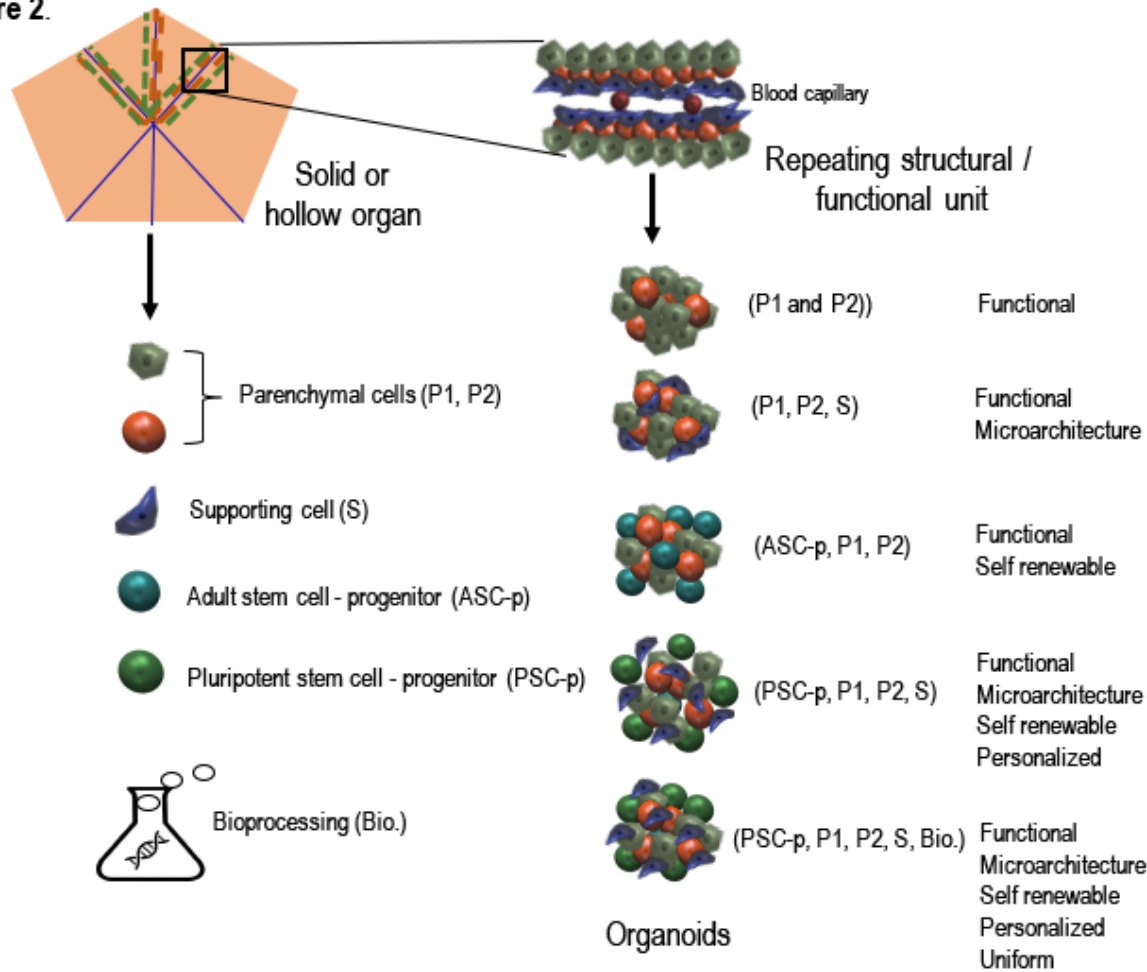 re 2.
Blood capillary
Solid or
hollow organ
Repeating structural /
functional unit
Parenchymal cells (P1, P2)
Supporting cell (S)
Adult stem cell - progenitor (ASC-p)
Pluripotent stem cell - progenitor (PSC-p)
Bioprocessing (Bio.)
(P1 and P2))
Functional
(P1, P2, S)
Functional
Microarchitecture
(ASC-p, P1, P2)
Functional
Self renewable
(PSC-p, P1, P2, S)
Functional
Microarchitecture
Self renewable
Personalized
(PSC-p, P1, P2, S, Bio.)
Functional
Microarchitecture
Self renewable
Personalized
Uniform
Organoids